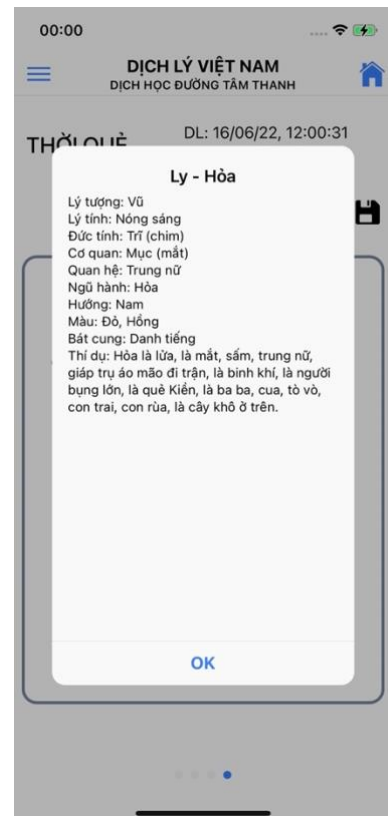 00:00
DỊCH LÝ VIỆT NAM
DỊCH HỌC ĐƯỜNG TÂM THANH
THỜI QUẺ
DL: 16/06/22, 12:00:31
Ly - Hỏa
Lý tượng: Vũ
Lý tính: Nóng sáng
Đức tính: Trĩ (chim)
Cơ quan: Mục (mắt)
Quan hệ: Trung nữ
Ngũ hành: Hỏa
Hướng: Nam
Màu: Đỏ, Hồng
Bát cung: Danh tiếng
Thí dụ: Hỏa là lửa, là mắt, sấm, trung nữ,
giáp trụ áo mão đi trận, là binh khí, là người
bụng lớn, là quẻ Kiền, là ba ba, cua, tò vò,
con trai, con rùa, là cây khô ở trên.
OK